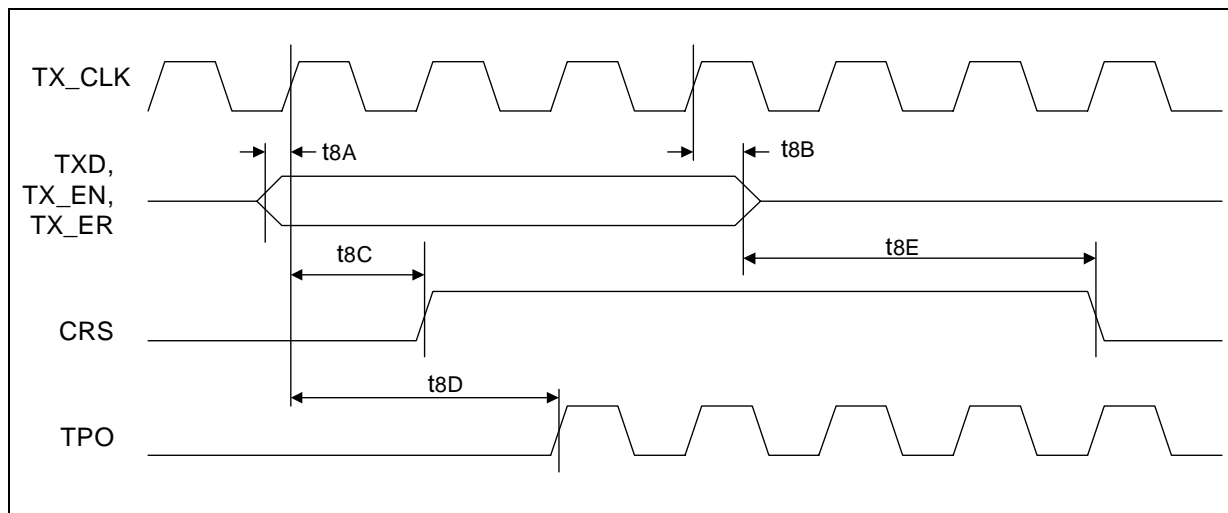 TX_CLK
t8A
t8B
TXD,
TX_EN,
TX_ER
t8C
t8E
CRS
t8D
TPO